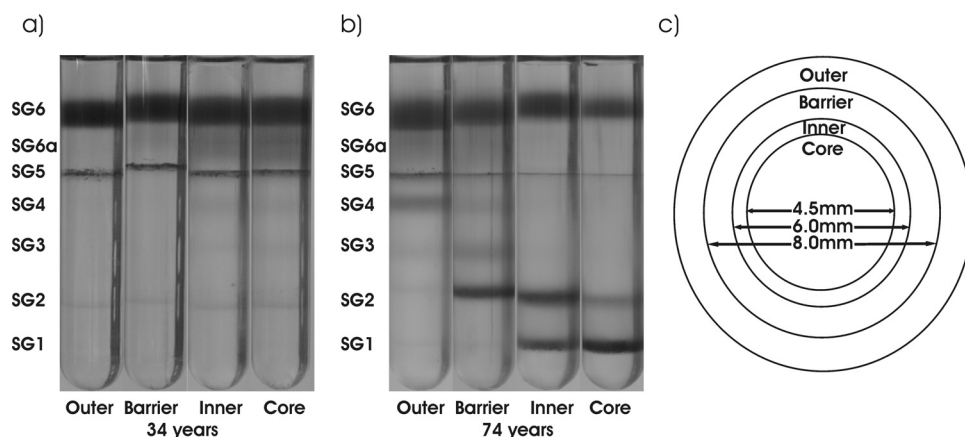 a)
SG6
SG6a
SG5
SG4
SG3
SG2
SG1
Outer Barrier Inner Core
34 years
b)
SG6
SG6a
SG5
SG4
SG3
SG2
SG1
Outer Barrier Inner Core
74 years
c)
Outer
Barrier
Inner
Core
4.5mm
6.0mm
8.0mm